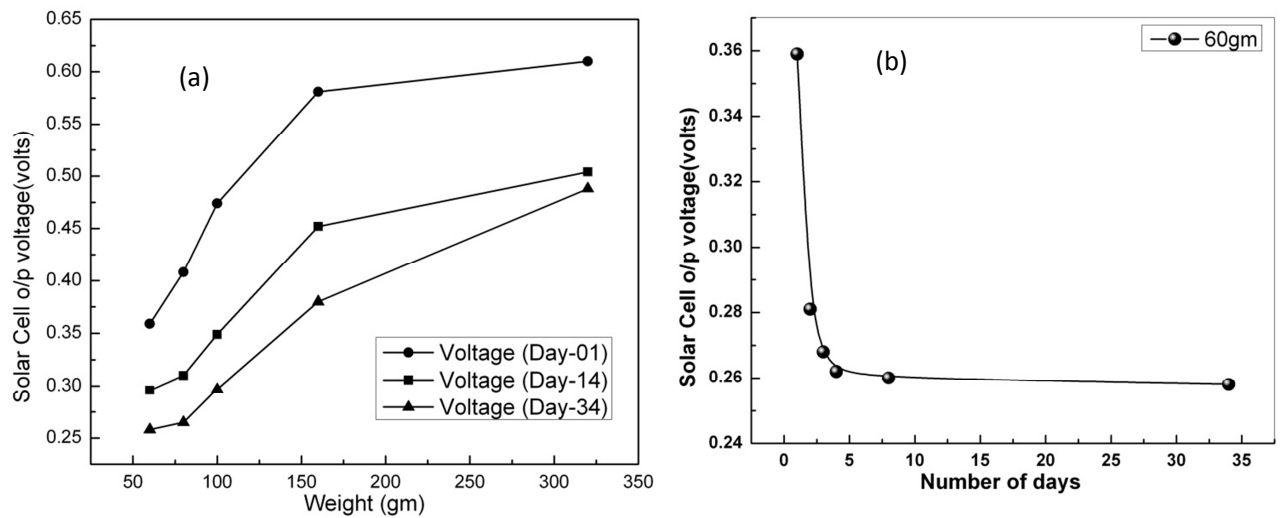 (a)
Solar Cell o/p voltage(volts)
0.65
0.60
0.55
0.50
0.45
0.40
0.35
0.30
0.25
Voltage (Day-01)
Voltage (Day-14)
Voltage (Day-34)
50 100 150 200 250 300 350
Weight (gm)
(b)
60gm
Solar Cell o/p voltage(volts)
0.36
0.34
0.32
0.30
0.28
0.26
0.24
0 5 10 15 20 25 30 35
Number of days